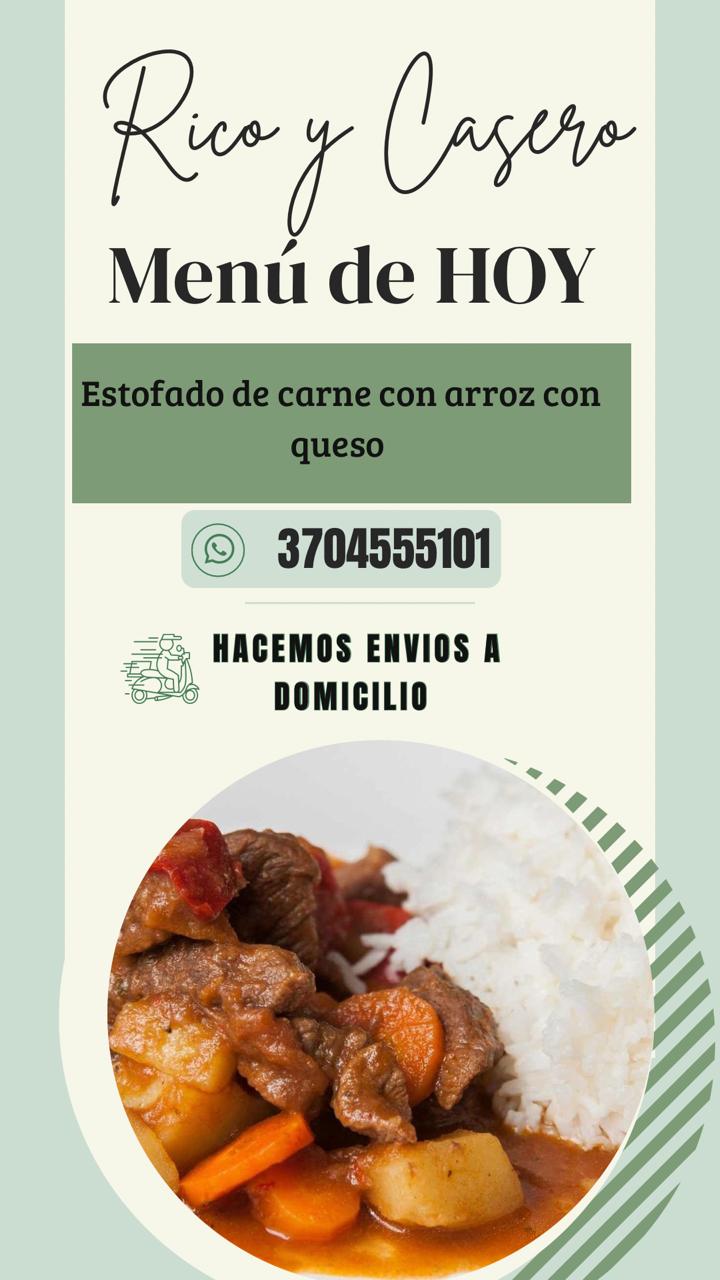 Rico y Casero
Menú de HOY
Estofado de carne con arroz con
queso
3704555101
HACEMOS ENVIOS A
DOMICILIO